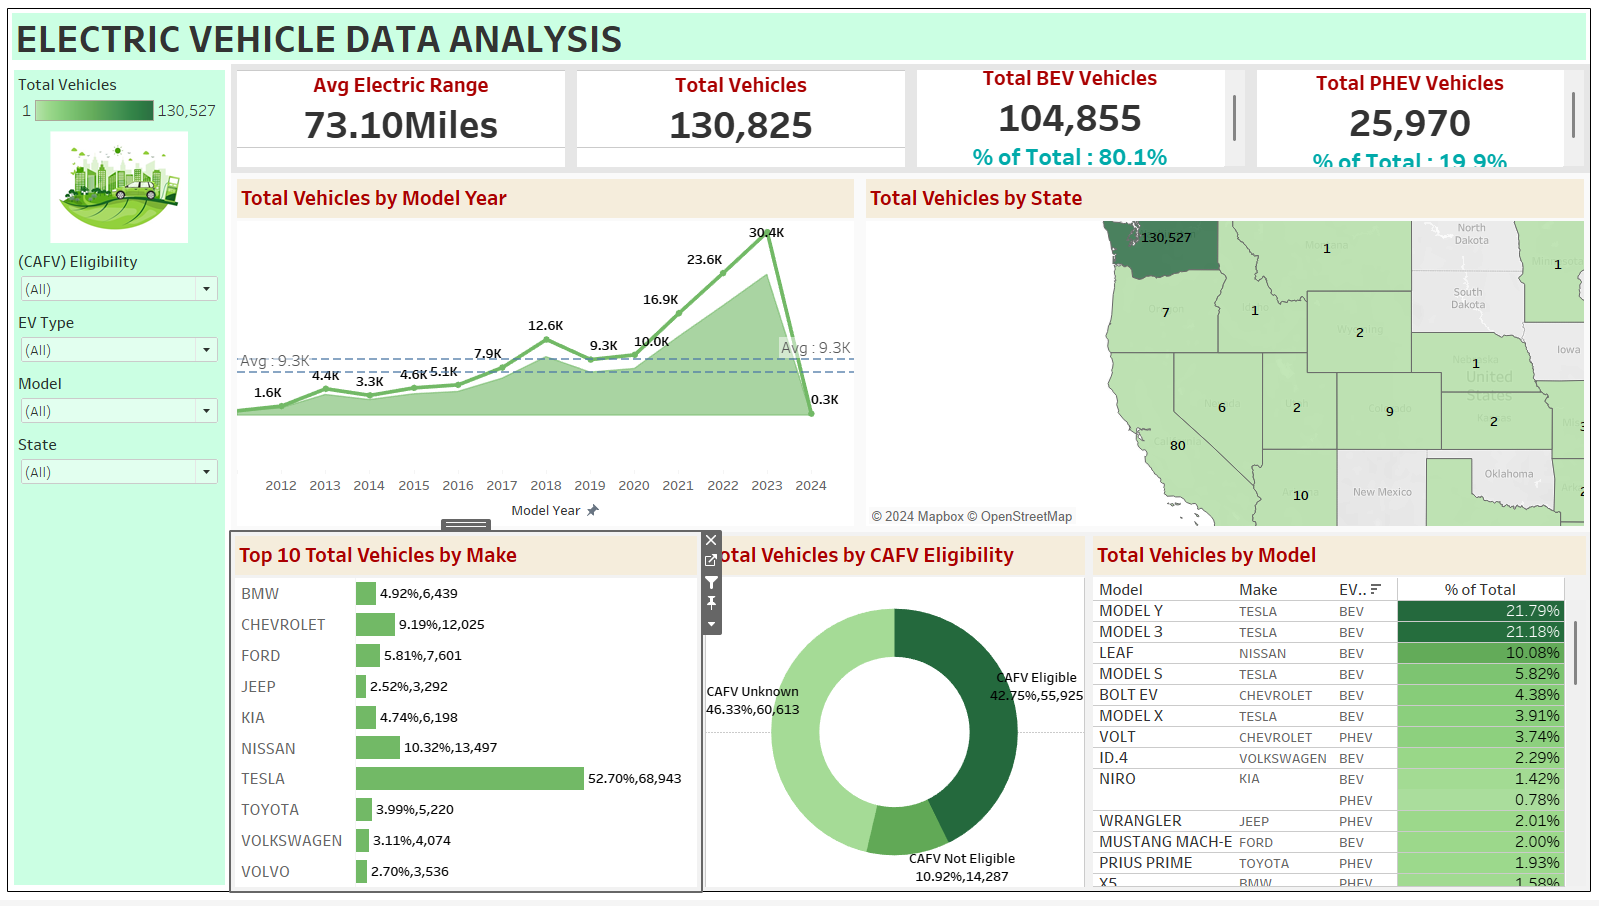 ELECTRIC VEHICLE DATA ANALYSIS
Total Vehicles
1 130,527
(CAFV) Eligibility
(All)
EV Type
(All)
Model
(All)
State
(All)
Avg Electric Range
73.10Miles
Total Vehicles
130,825
Total BEV Vehicles
104,855
% of Total : 80.1%
Total PHEV Vehicles
25,970
% of Total : 19.9%
Total Vehicles by Model Year
30.4K
23.6K
16.9K
12.6K
9.3K
10.0K
7.9K
Avg : 9.3K
Avg : 9.3K
4.4K
3.3K
4.6K
5.1K
1.6K
0.3K
2012 2013 2014 2015 2016 2017 2018 2019 2020 2021 2022 2023 2024
Model Year
Total Vehicles by State
130,527
Montana
1
North
Dakota
Minnesota
1
Oregon
7
1
Wyoming
2
South
Dakota
Iowa
Nebraska
1
United
States
Nevada
6
2
Colorado
9
Kansas
2
3
California
80
10
New Mexico
Oklahoma
2
© 2024 Mapbox © OpenStreetMap
Top 10 Total Vehicles by Make
BMW 4.92%,6,439
CHEVROLET 9.19%,12,025
FORD 5.81%,7,601
JEEP 2.52%,3,292
KIA 4.74%,6,198
NISSAN 10.32%,13,497
TESLA 52.70%,68,943
TOYOTA 3.99%,5,220
VOLKSWAGEN 3.11%,4,074
VOLVO 2.70%,3,536
otal Vehicles by CAFV Eligibility
CAFV Unknown
46.33%,60,613
CAFV Eligible
42.75%,55,925
CAFV Not Eligible
10.92%,14,287
Total Vehicles by Model
Model Make EV.. % of Total
MODEL Y TESLA BEV 21.79%
MODEL 3 TESLA BEV 21.18%
LEAF NISSAN BEV 10.08%
MODEL S TESLA BEV 5.82%
BOLT EV CHEVROLET BEV 4.38%
MODEL X TESLA BEV 3.91%
VOLT CHEVROLET PHEV 3.74%
ID.4 VOLKSWAGEN BEV 2.29%
NIRO KIA BEV 1.42%
PHEV 0.78%
WRANGLER JEEP PHEV 2.01%
MUSTANG MACH-E FORD BEV 2.00%
PRIUS PRIME TOYOTA PHEV 1.93%
X5 BMW PHEV 1.58%